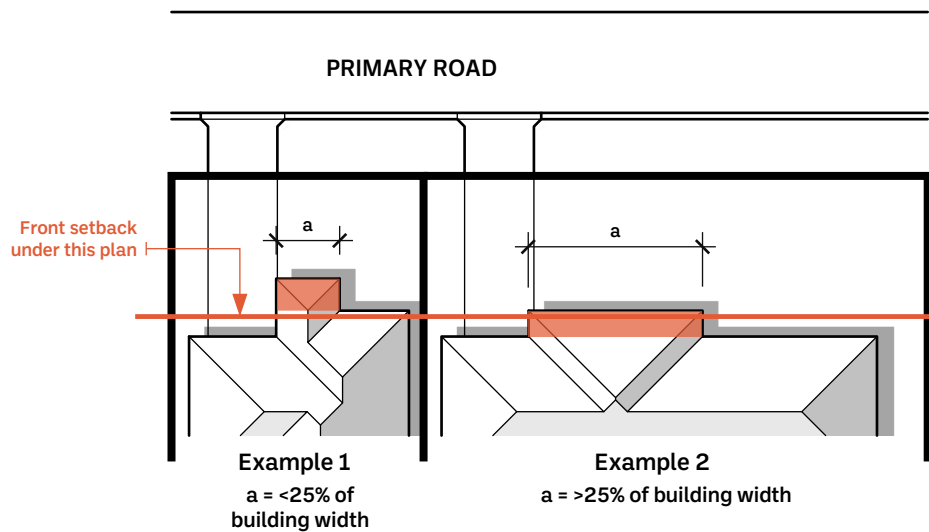 PRIMARY ROAD
Front setback
under this plan
a
a
Example 1
a = <25% of
building width
Example 2
a = >25% of building width